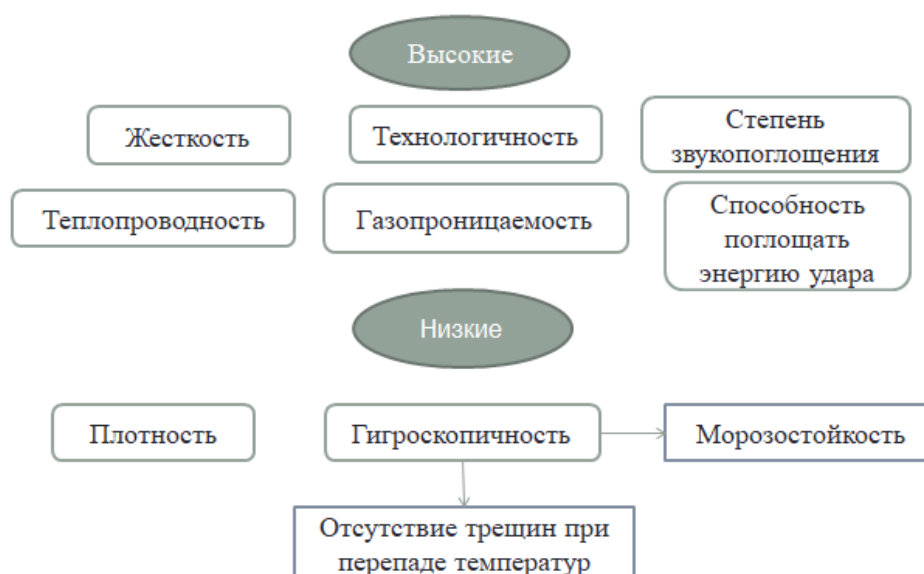 Высокие
Жесткость
Технологичность
Степень
звукопоглощения
Теплопроводность
Газопроницаемость
Способность
поглощать
энергию удара
Низкие
Плотность
Гигроскопичность
Морозостойкость
Отсутствие трещин при
перепаде температур